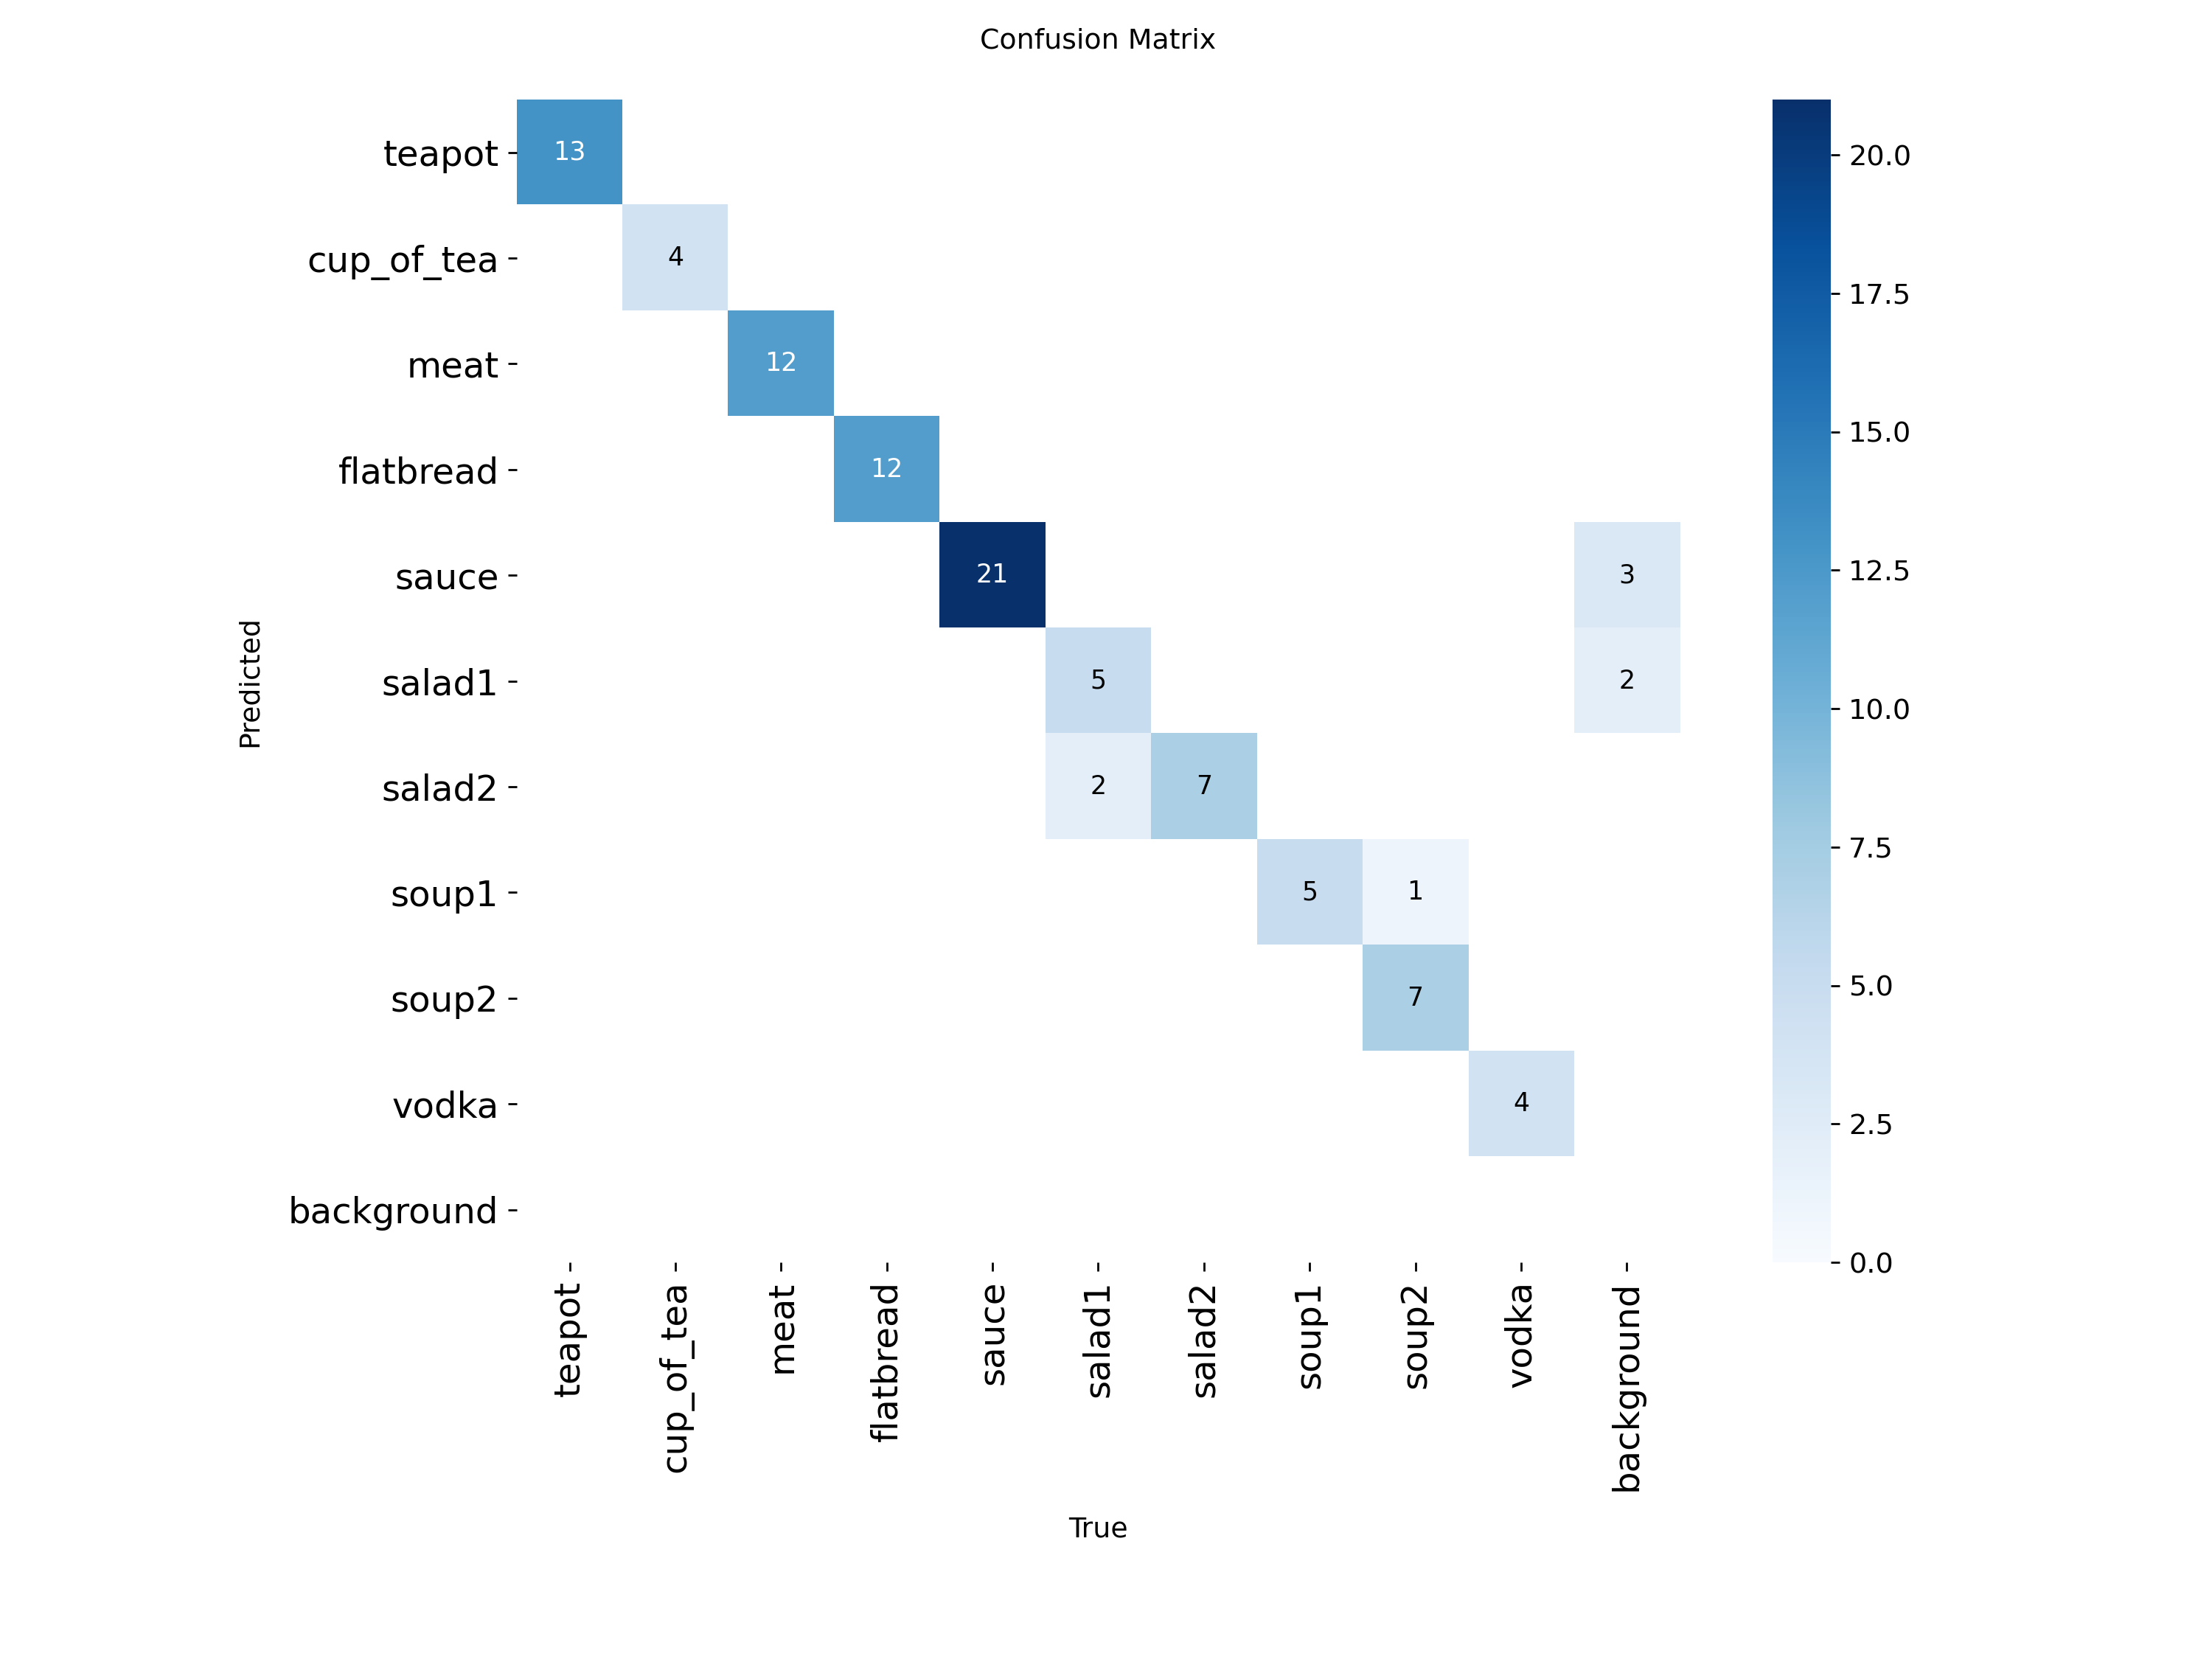 Confusion Matrix
teapot
cup_of_tea
meat
flatbread
sauce
salad1
salad2
soup1
soup2
vodka
background
Predicted
13
4
12
12
21 3
5 2
2 7
5 1
7
4
teapot
cup_of_tea
meat
flatbread
sauce
salad1
salad2
soup1
soup2
vodka
background
True
20.0
17.5
15.0
12.5
10.0
7.5
5.0
2.5
0.0